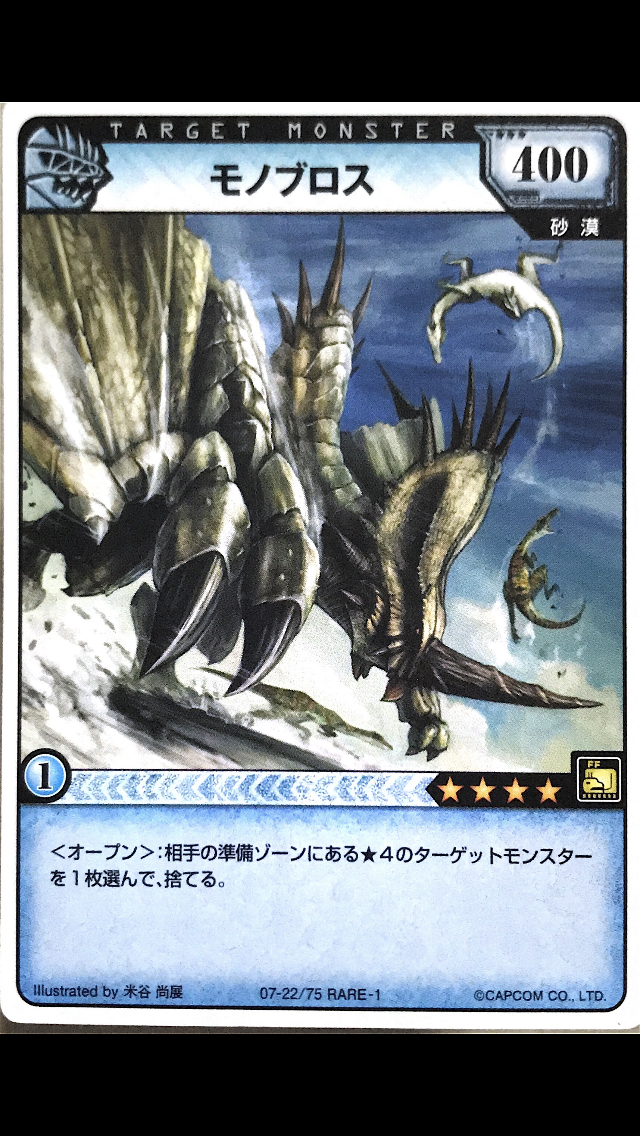 TARGET MONSTER
モノブロス
400
砂漠
1
FF
<オープン>:相手の準備ゾーンにある★4のターゲットモンスター
を1枚選んで、捨てる。
Illustrated by 米谷 尚展
07-22/75 RARE-1
©CAPCOM CO., LTD.